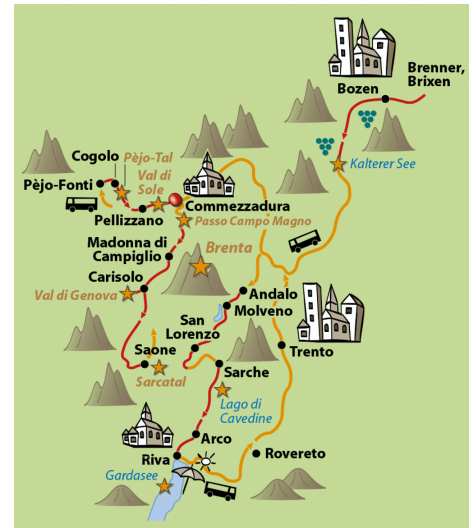 Brenner,
Brixen
Bozen
Kalterer See
Cogolo
Pèjo-Tal
Val di
Sole
Pèjo-Fonti
Pellizzano
Commezzadura
Passo Campo Magno
Madonna di
Campiglio
Brenta
Carisolo
Val di Genova
Andalo
Molveno
San
Lorenzo
Saone
Sarcatal
Trento
Sarche
Lago di
Cavedine
Arco
Riva
Rovereto
Gardasee